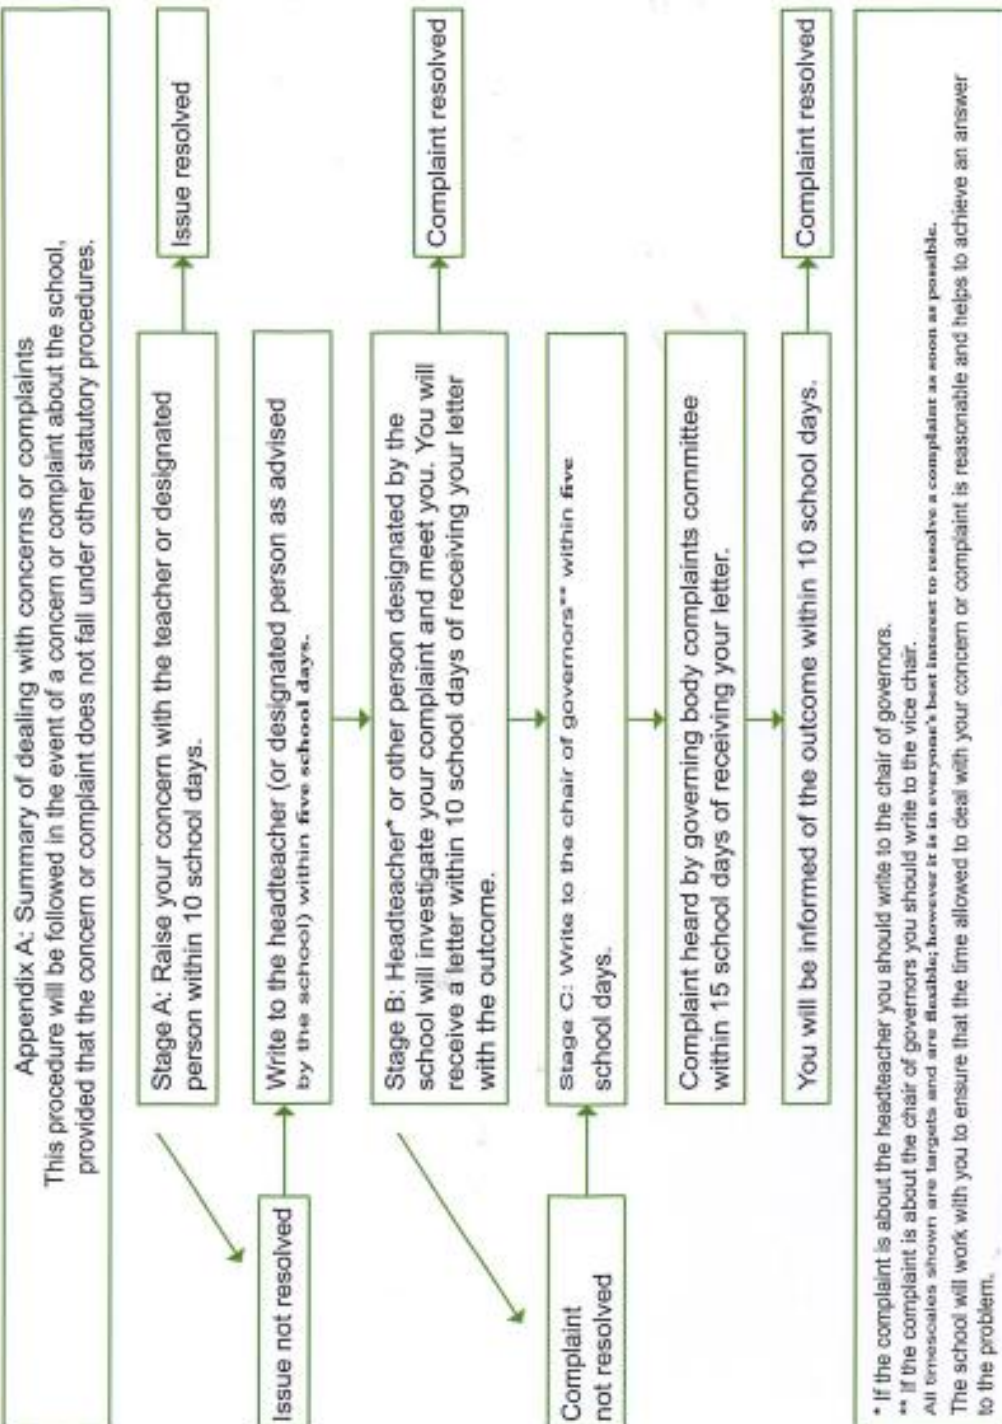 Appendix A: Summary of dealing with concerns or complaints
This procedure will be followed in the event of a concern or complaint about the school,
provided that the concern or complaint does not fall under other statutory procedures.
Stage A: Raise your concern with the teacher or designated
person within 10 school days.
Issue resolved
Issue not resolved
Write to the headteacher (or designated person as advised
by the school) within five school days.
Stage B: Headteacher* or other person designated by the
school will investigate your complaint and meet you. You will
receive a letter within 10 school days of receiving your letter
with the outcome.
Complaint resolved
Complaint
not resolved
Stage C: Write to the chair of governors** within five
school days.
Complaint heard by governing body complaints committee
within 15 school days of receiving your letter.
You will be informed of the outcome within 10 school days.
Complaint resolved
* If the complaint is about the headteacher you should write to the chair of governors.
** If the complaint is about the chair of governors you should write to the vice chair.
All timescales shown are targets and are flexible; however it is in everyone's best interest to resolve a complaint as soon as possible.
The school will work with you to ensure that the time allowed to deal with your concern or complaint is reasonable and helps to achieve an answer
to the problem.